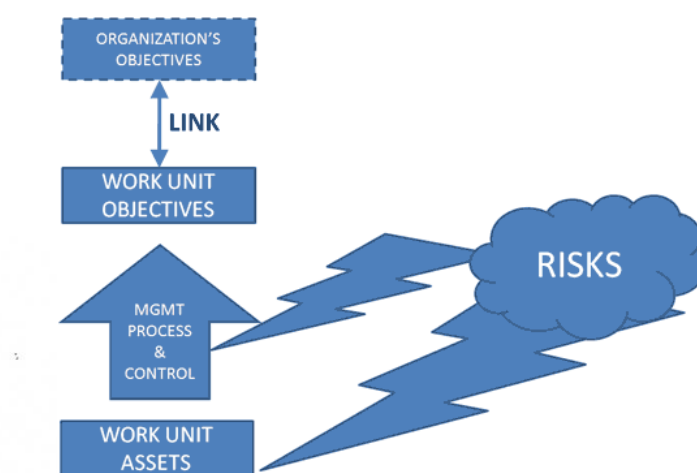 ORGANIZATION'S
OBJECTIVES
LINK
WORK UNIT
OBJECTIVES
RISKS
MGMT
PROCESS
&
CONTROL
WORK UNIT
ASSETS